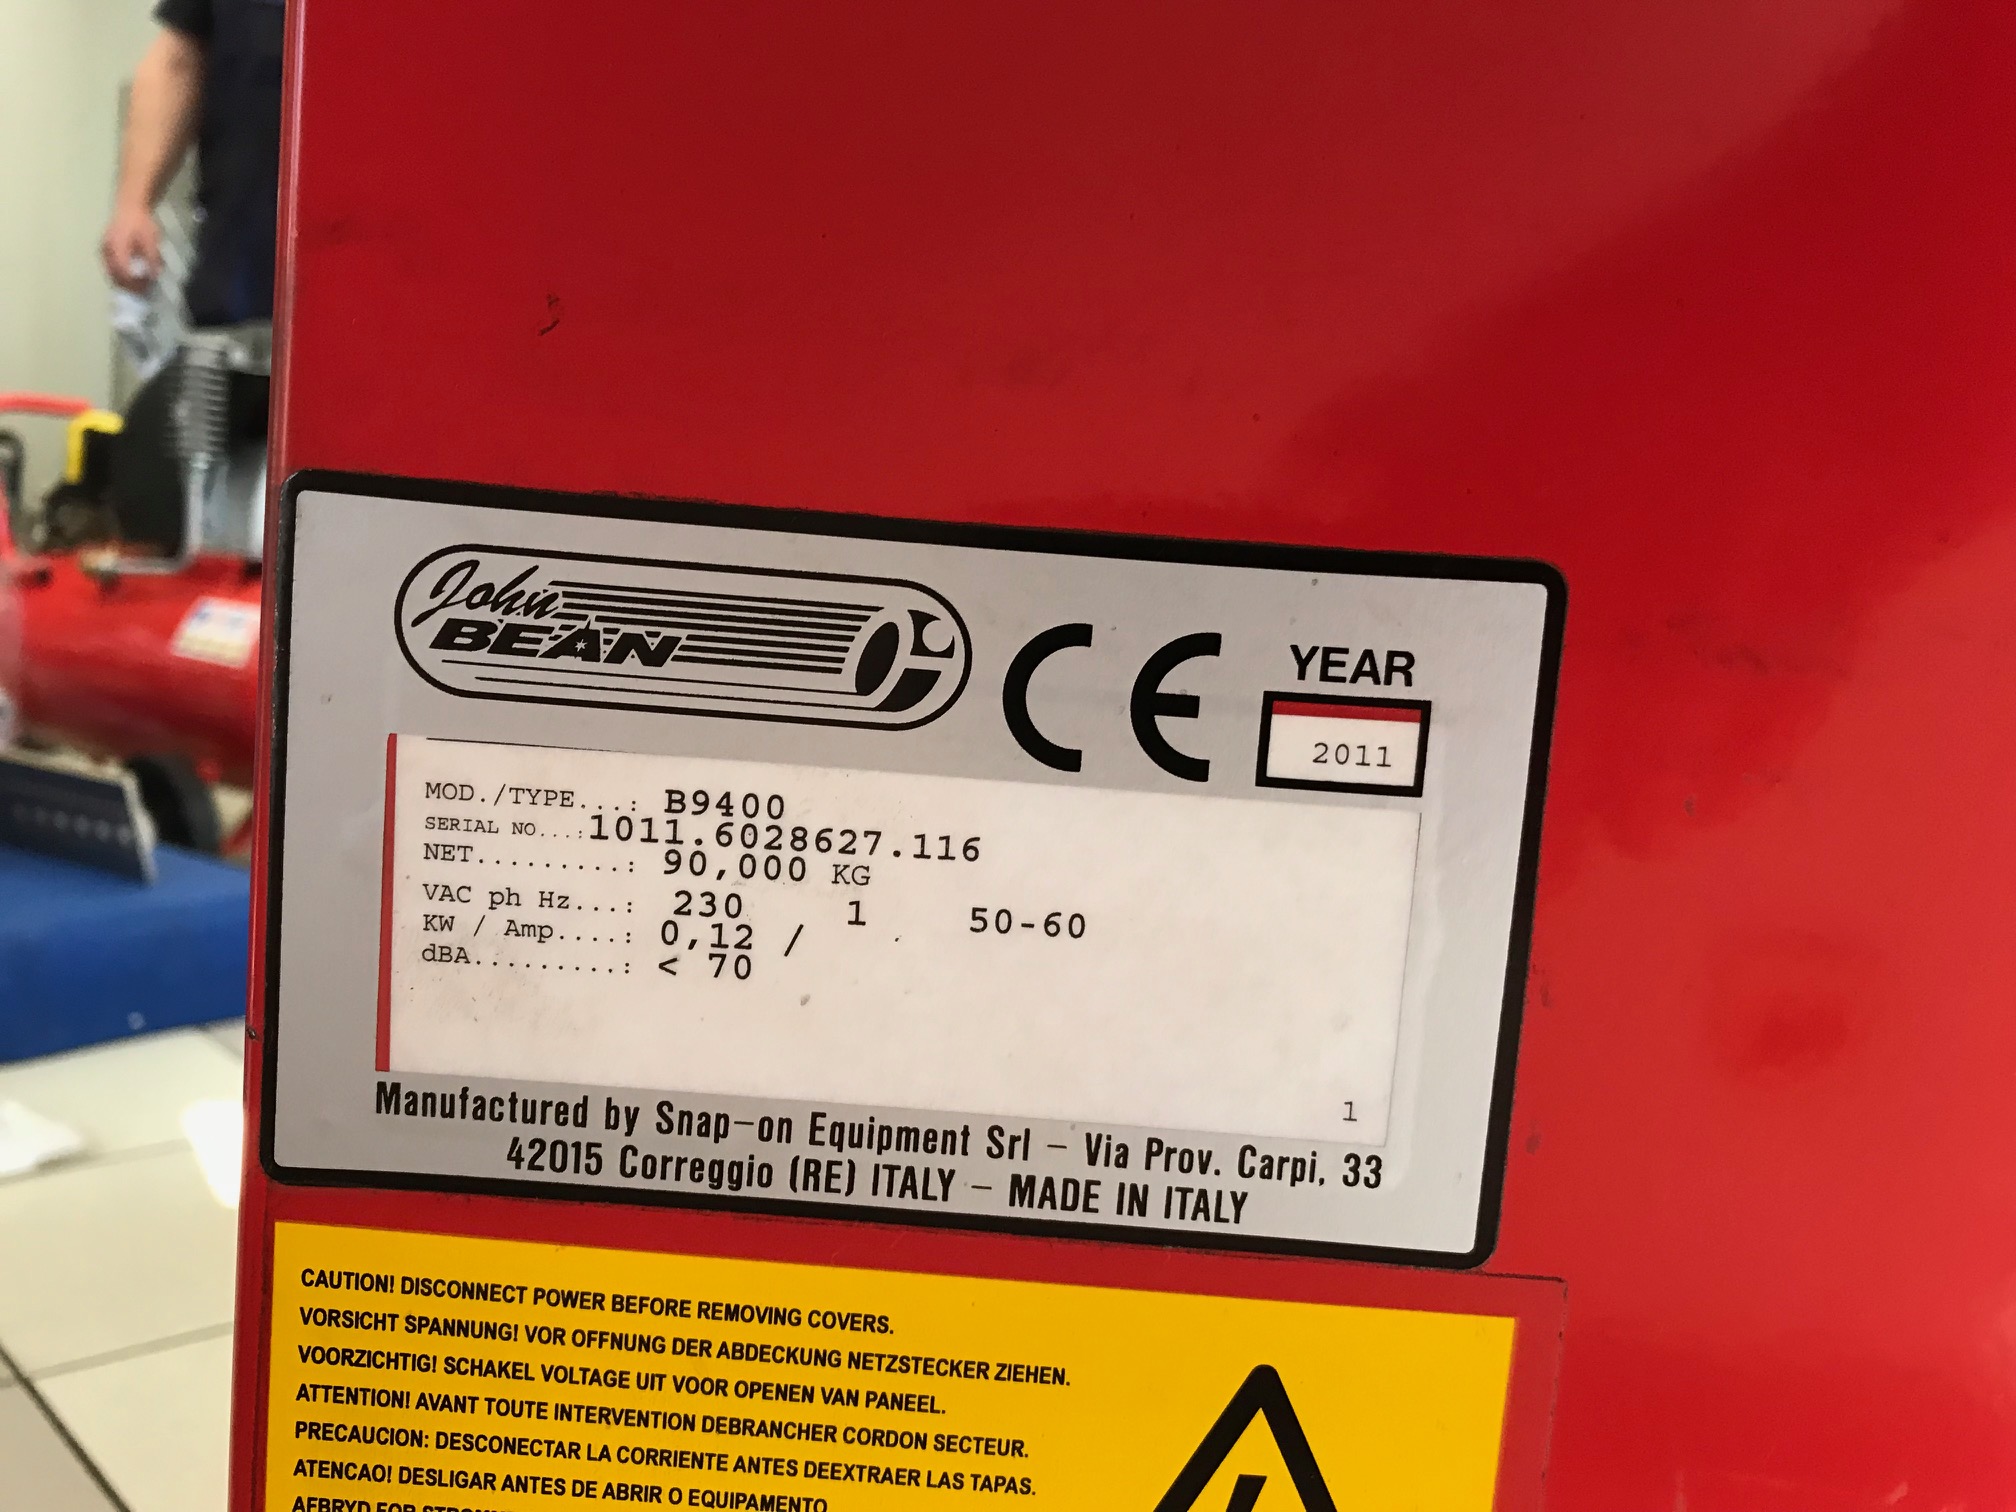 John
BEAN
CE
YEAR
2011
MOD./TYPE...: B9400
SERIAL NO...: 1011.6028627.116
NET.........: 90,000 KG
VAC ph Hz...: 230 1 50-60
KW / Amp....: 0,12 /
dBA.........: < 70
1
Manufactured by Snap-on Equipment Srl - Via Prov. Carpi, 33
42015 Correggio (RE) ITALY - MADE IN ITALY
CAUTION! DISCONNECT POWER BEFORE REMOVING COVERS.
VORSICHT SPANNUNG! VOR OFFNUNG DER ABDECKUNG NETZSTECKER ZIEHEN.
VOORZICHTIG! SCHAKEL VOLTAGE UIT VOOR OPENEN VAN PANEEL.
ATTENTION! AVANT TOUTE INTERVENTION DEBRANCHER CORDON SECTEUR.
PRECAUCION: DESCONECTAR LA CORRIENTE ANTES DEEXTRAER LAS TAPAS.
ATENCAO! DESLIGAR ANTES DE ABRIR O EQUIPAMENTO
AFBRYD FOR